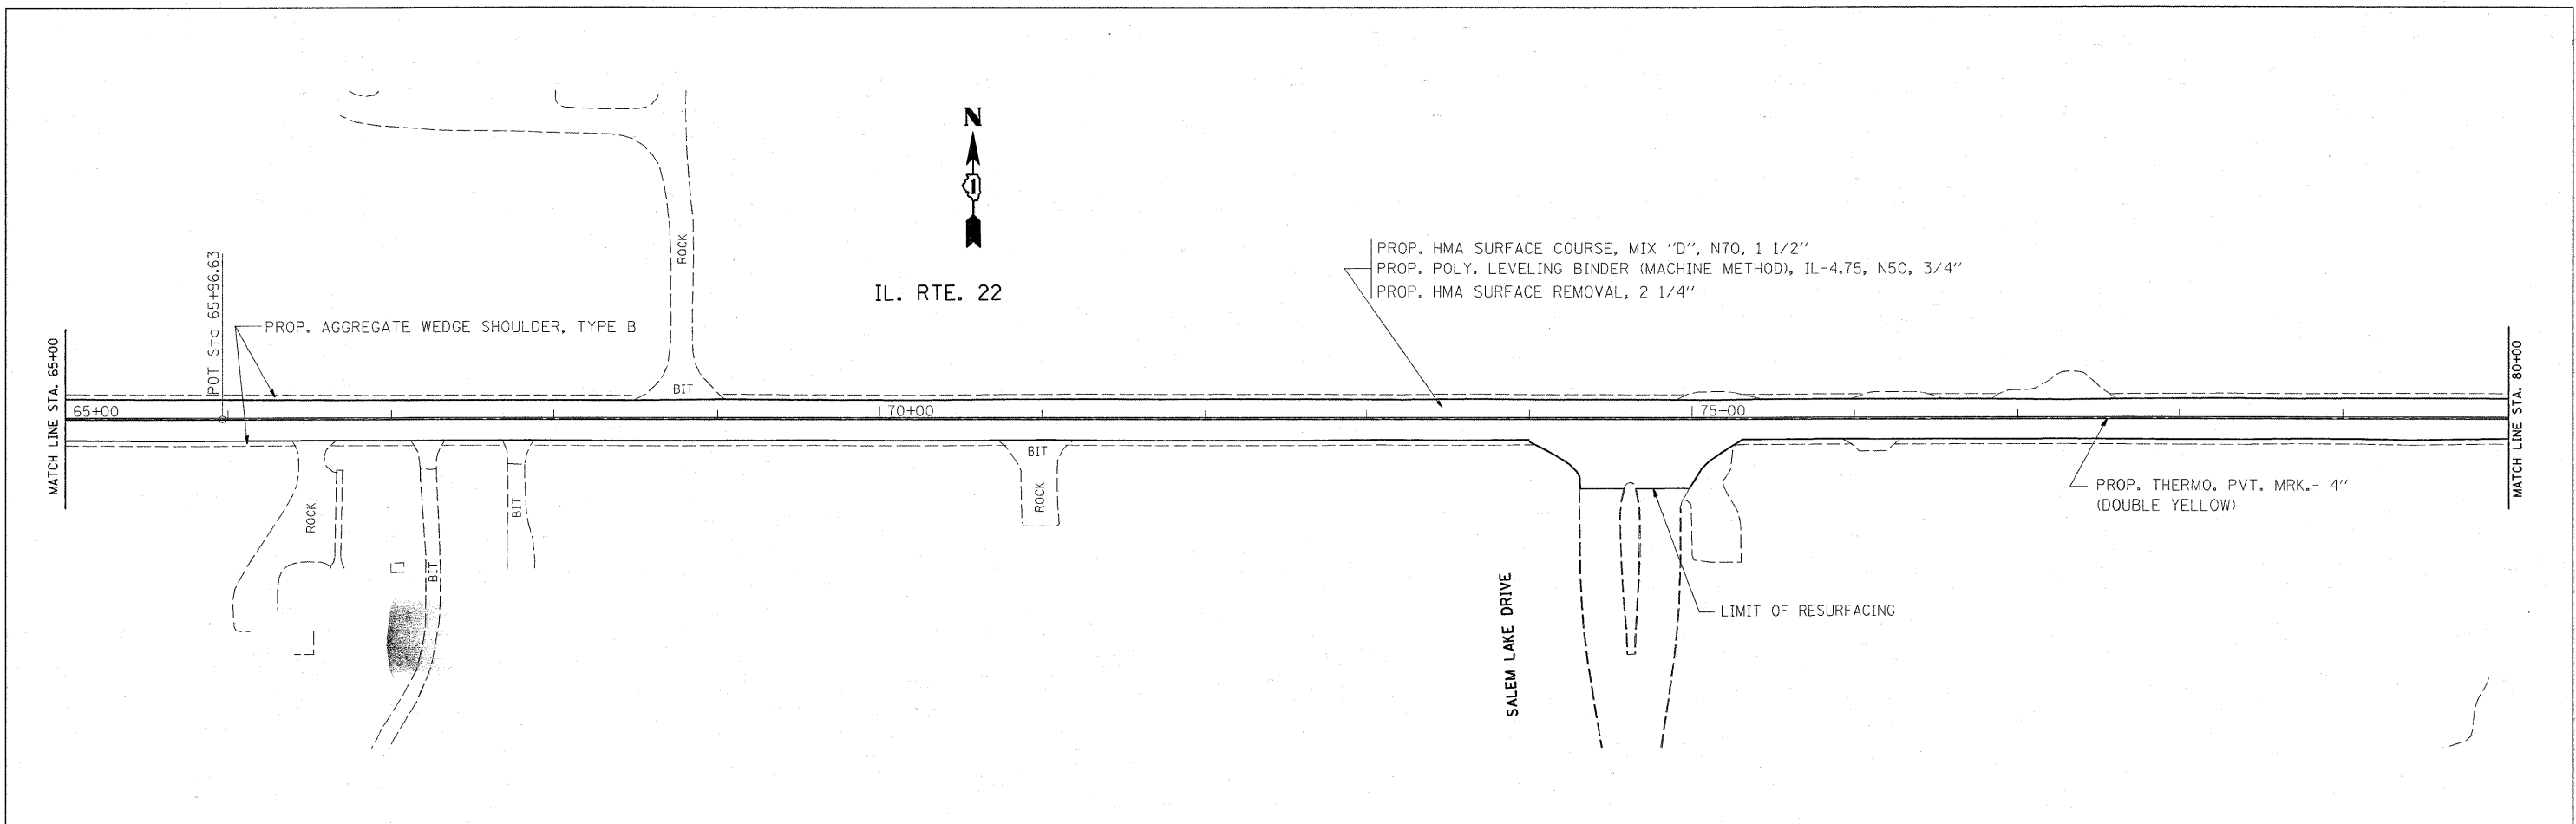 N
1
IL. RTE. 22
PROP. HMA SURFACE COURSE, MIX "D", N70, 1 1/2"
PROP. POLY. LEVELING BINDER (MACHINE METHOD), IL-4.75, N50, 3/4"
PROP. HMA SURFACE REMOVAL, 2 1/4"
ROCK
POT Sta 65+96.63
PROP. AGGREGATE WEDGE SHOULDER, TYPE B
MATCH LINE STA. 65+00
MATCH LINE STA. 80+00
BIT
65+00
70+00
75+00
BIT
ROCK
BIT
ROCK
BIT
PROP. THERMO. PVT. MRK.- 4"
(DOUBLE YELLOW)
SALEM LAKE DRIVE
LIMIT OF RESURFACING